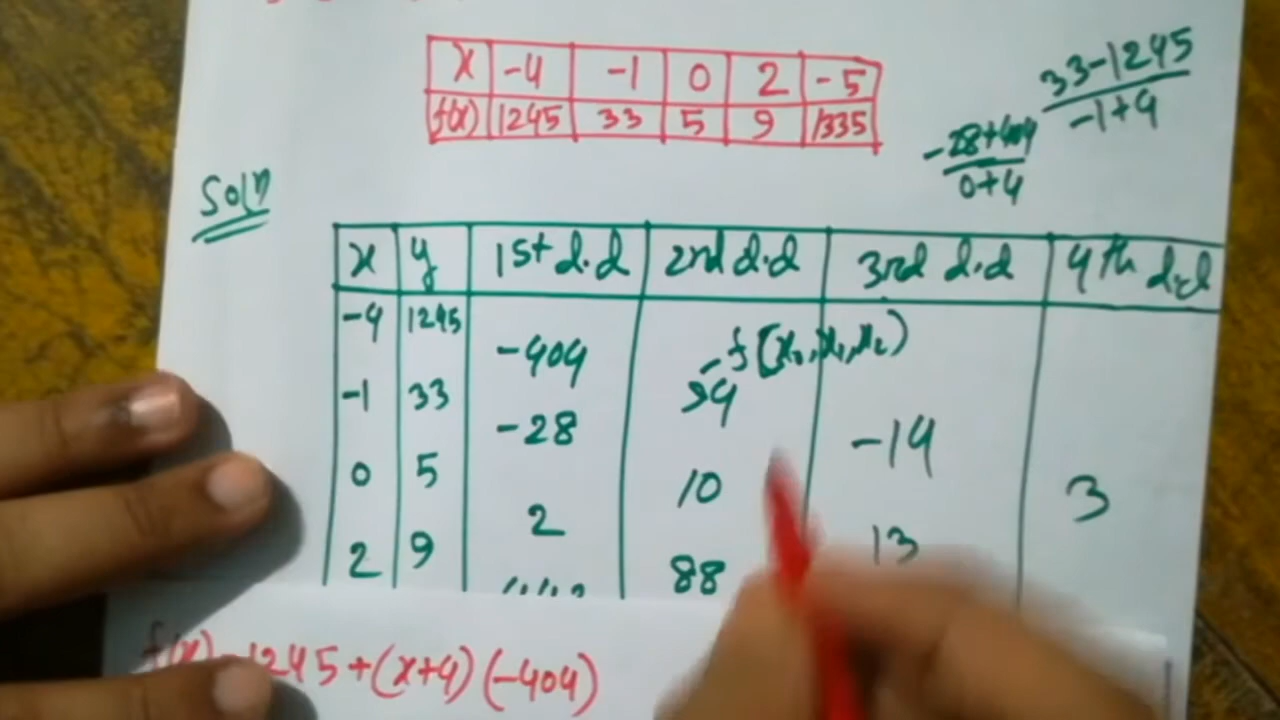 x -4 -1 0 2 -5
f(x) 1245 33 5 9 1335
33-1245
-1+4
-28+404
0+4
Soln
x y 1st d.d 2nd d.d 3rd d.d 4th d.d
-4 1245
-404 f[x₀,x₁,x₂)
-1 33 94
-28 -14
0 5 10 3
2 13
2 9 88
f(x) 1245+(x+4)(-404)